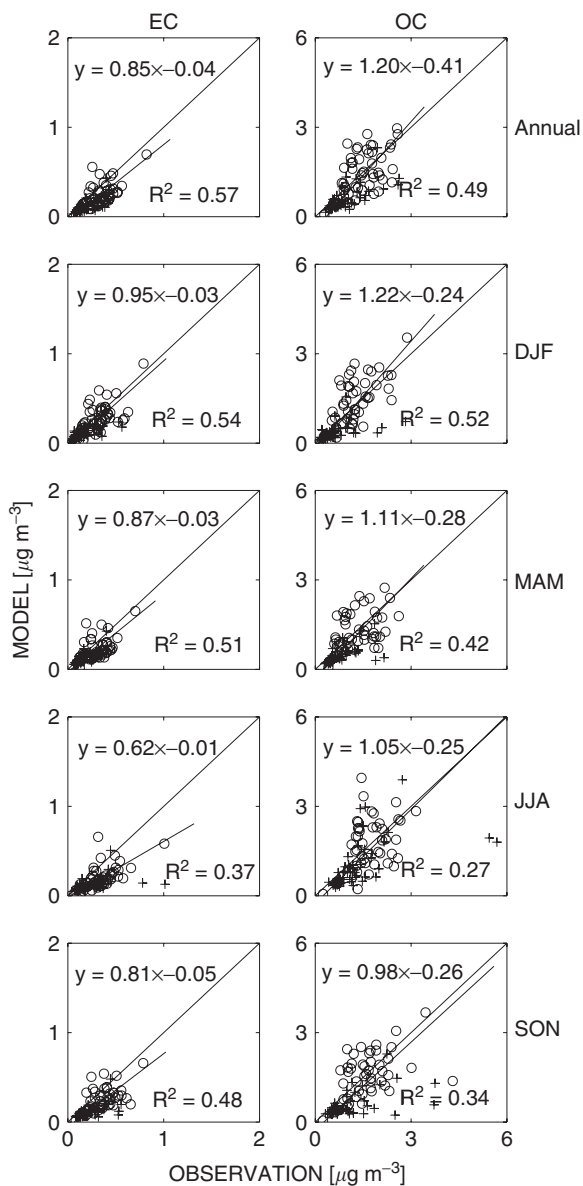 EC OC
2 6
y = 0.85×−0.04 y = 1.20×−0.41
1 3 Annual
R² = 0.57 R² = 0.49
0 0
2 6
y = 0.95×−0.03 y = 1.22×−0.24
1 3 DJF
R² = 0.54 R² = 0.52
0 0
2 6
y = 0.87×−0.03 y = 1.11×−0.28
1 3 MAM
R² = 0.51 R² = 0.42
0 0
MODEL [μg m⁻³]
2 6
y = 0.62×−0.01 y = 1.05×−0.25
1 3 JJA
R² = 0.37 R² = 0.27
0 0
2 6
y = 0.81×−0.05 y = 0.98×−0.26
1 3 SON
R² = 0.48 R² = 0.34
0 0
0 1 2 0 3 6
OBSERVATION [μg m⁻³]